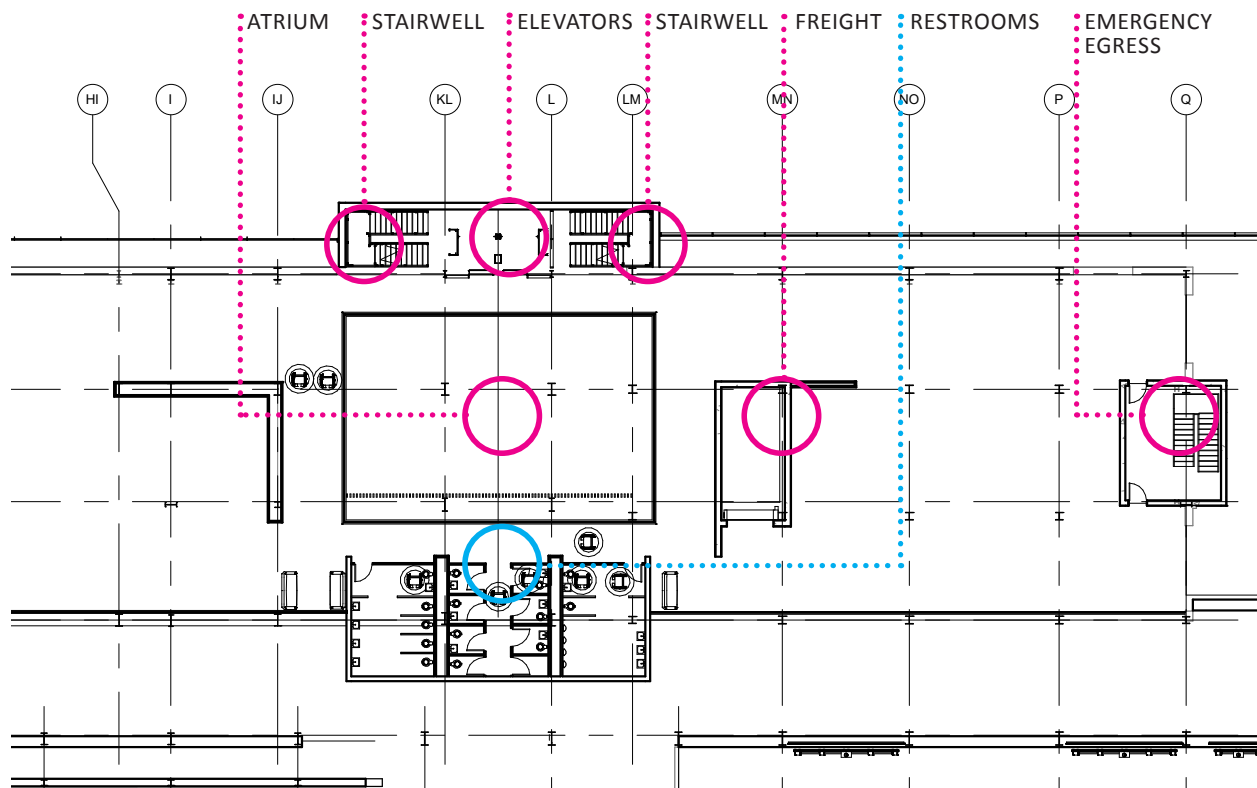 ATRIUM
STAIRWELL
ELEVATORS
STAIRWELL
FREIGHT
RESTROOMS
EMERGENCY
EGRESS
HI
I
IJ
KL
L
LM
MN
NO
P
Q